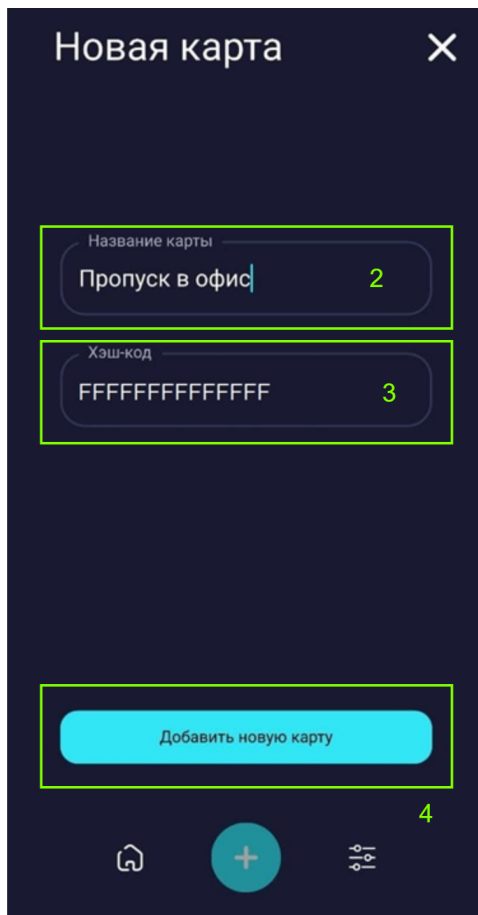 Новая карта
Название карты
Пропуск в офис
2
Хэш-код
FFFFFFFFFFFFFF
3
Добавить новую карту
4